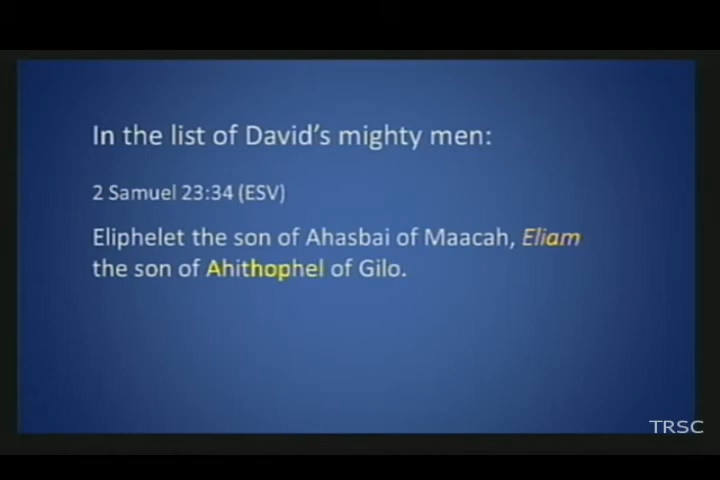 In the list of David's mighty men:
2 Samuel 23:34 (ESV)
Eliphelet the son of Ahasbai of Maacah, Eliam
the son of Ahithophel of Gilo.
TRSC